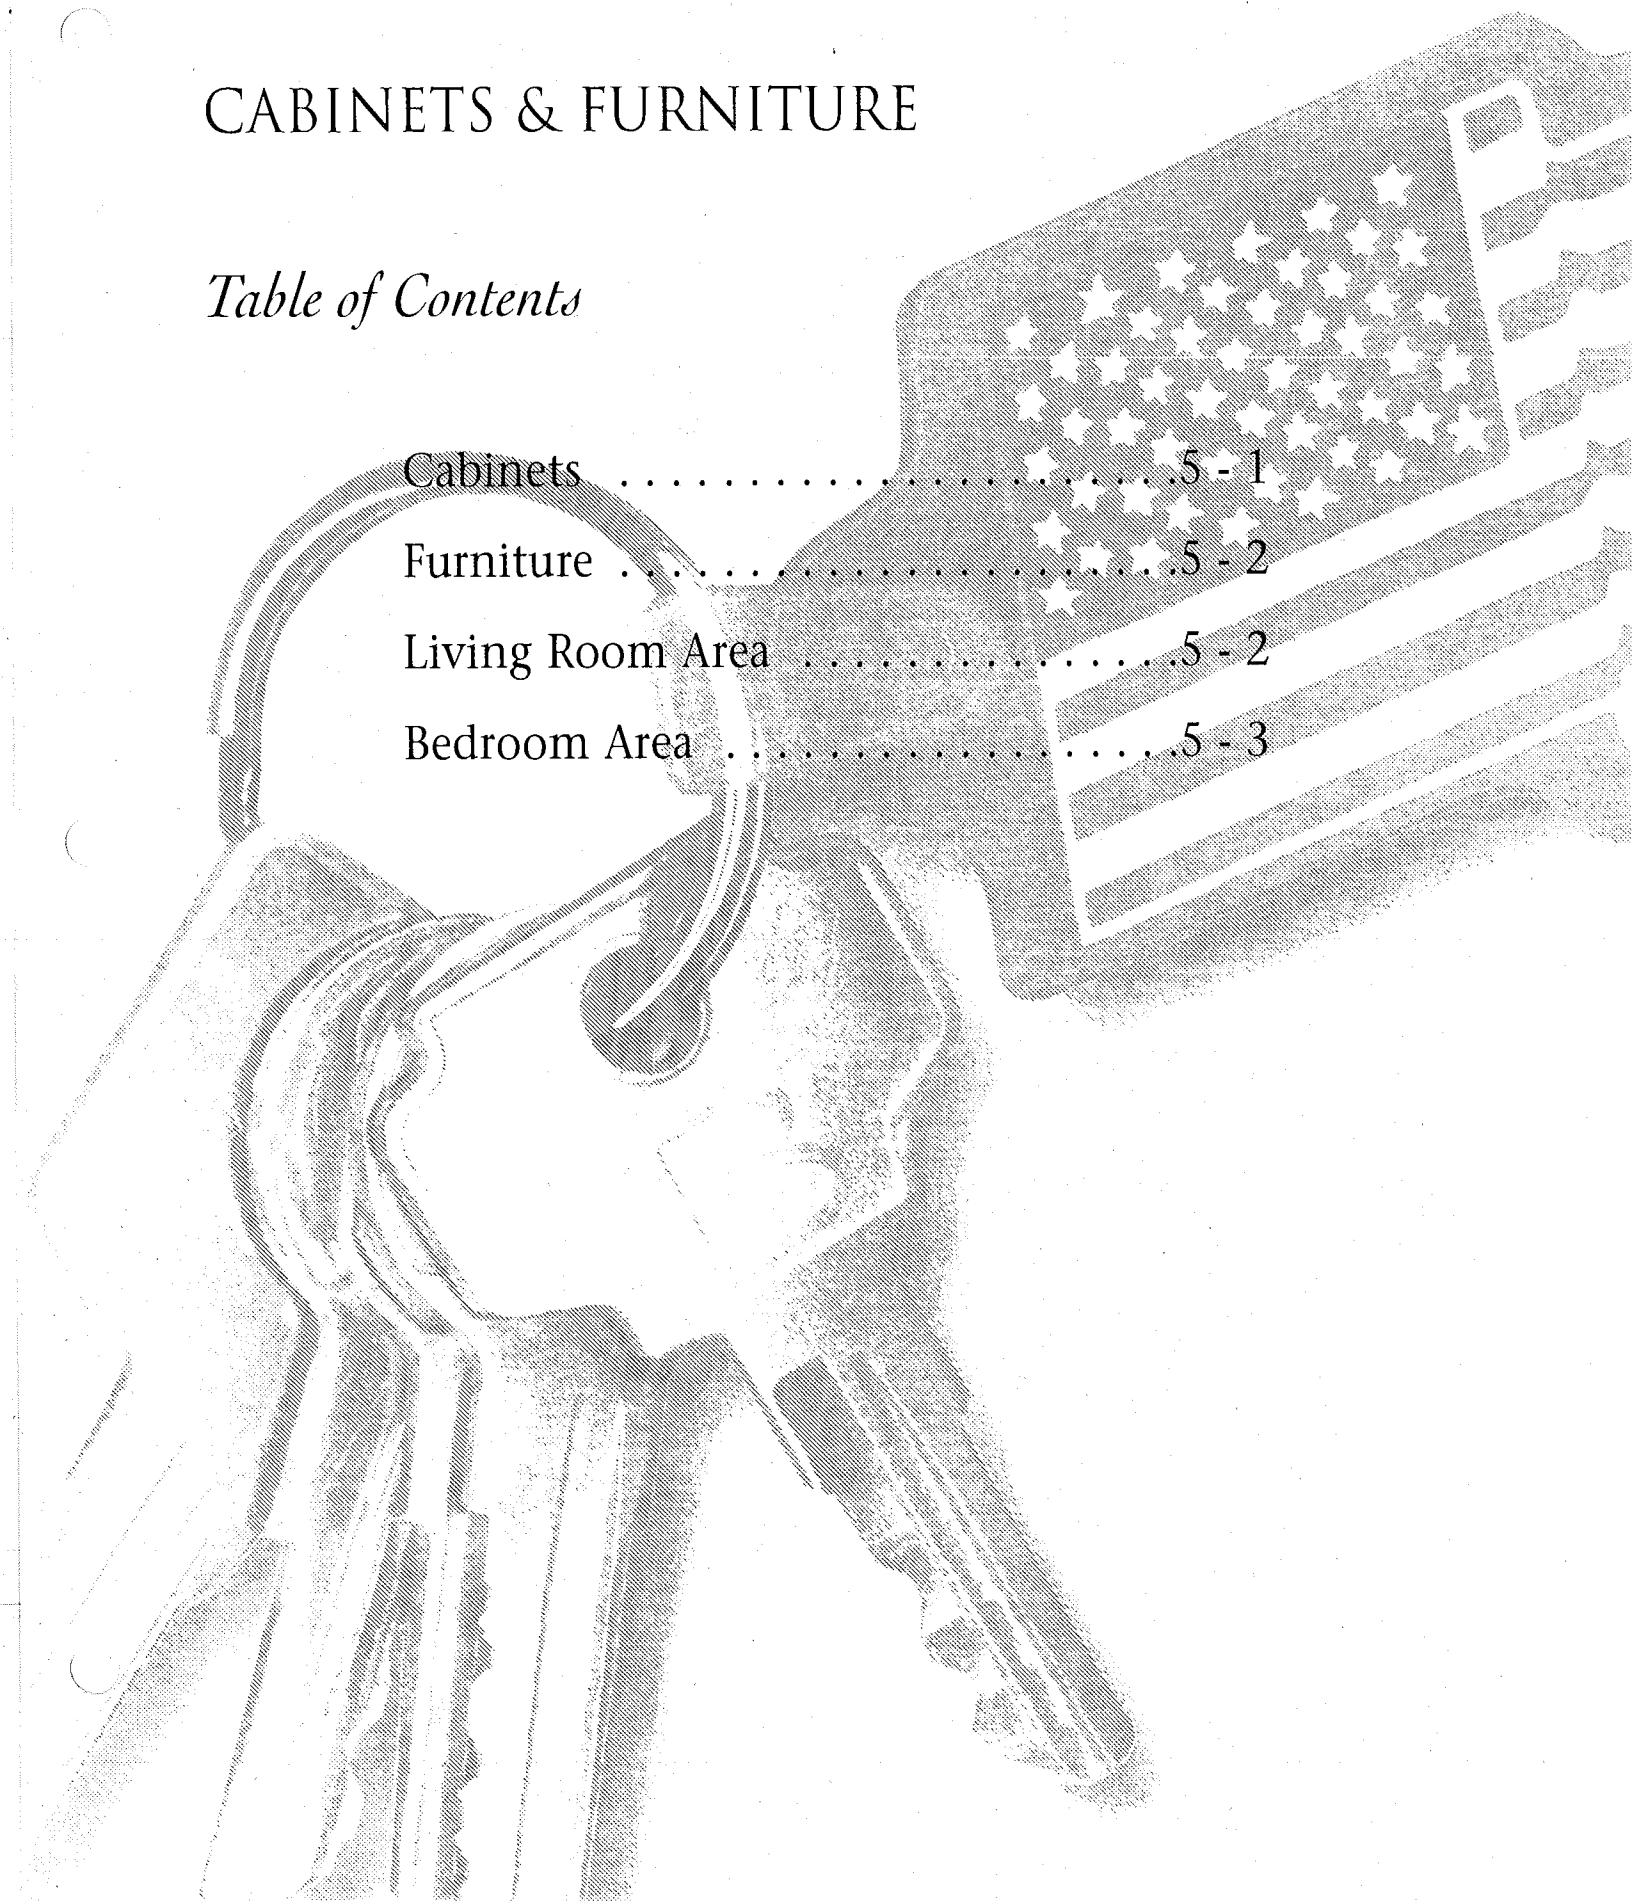 CABINETS & FURNITURE
Table of Contents
Cabinets . . . . . . . . . . . . . . . . . . . . . .5 - 1
Furniture . . . . . . . . . . . . . . . . . . . . . .5 - 2
Living Room Area . . . . . . . . . . . . . . .5 - 2
Bedroom Area . . . . . . . . . . . . . . . . . .5 - 3